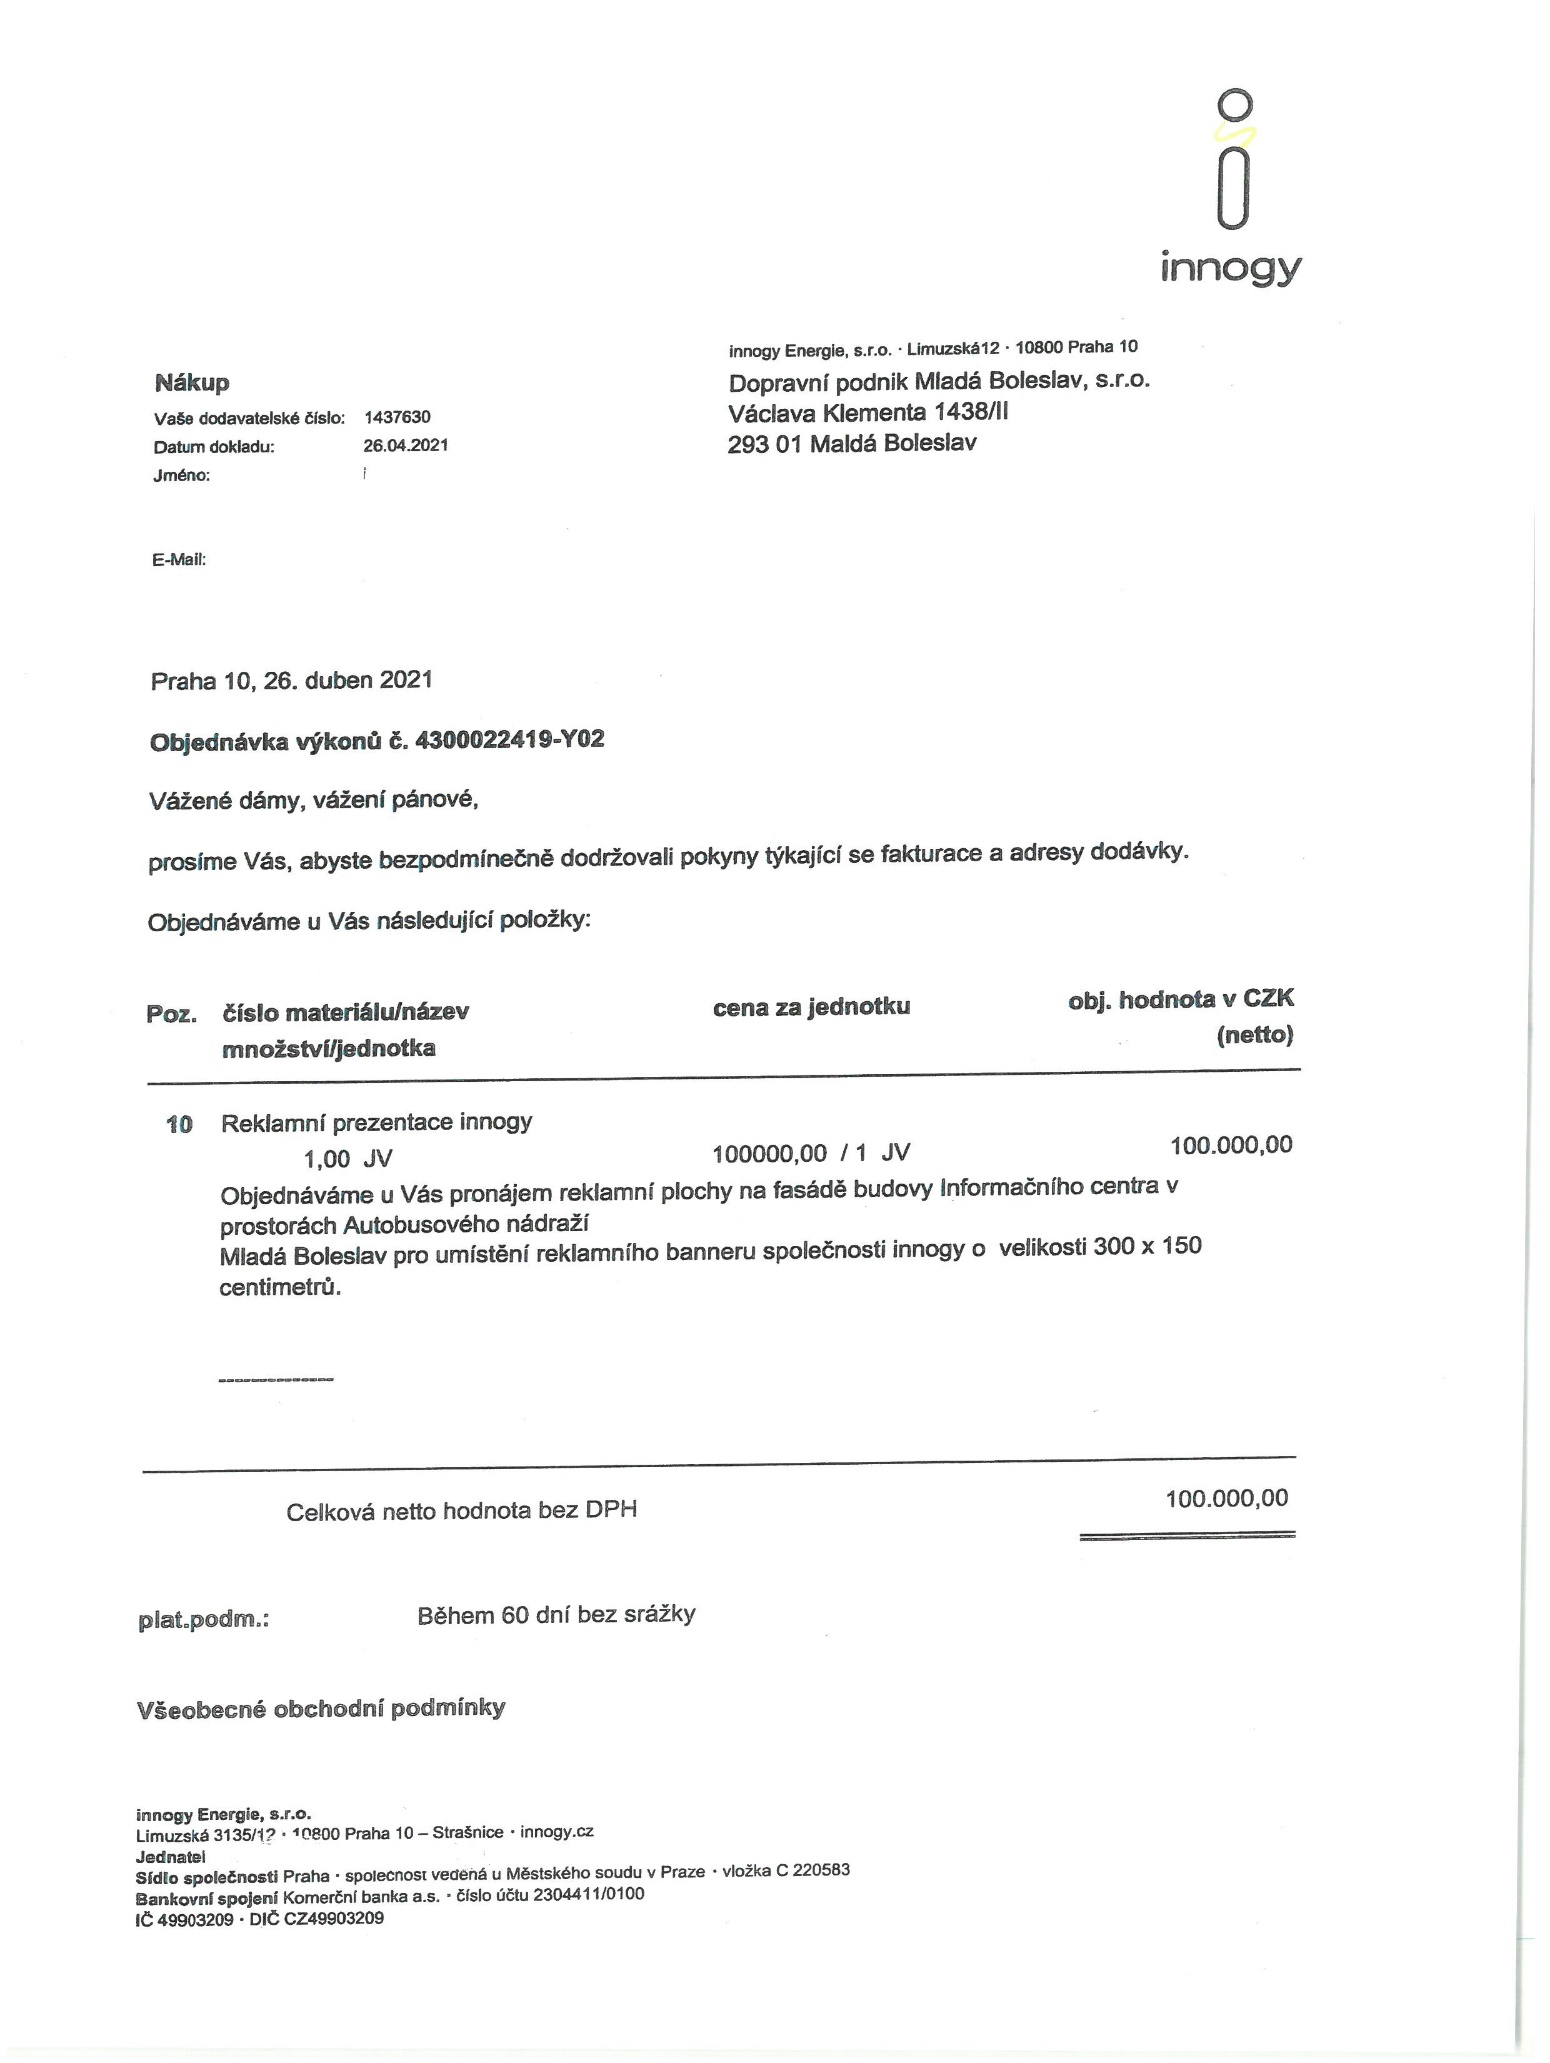 innogy
innogy Energie, s.r.o. · Limuzská12 · 10800 Praha 10
Nákup
Dopravní podnik Mladá Boleslav, s.r.o.
Vaše dodavatelské číslo: 1437630
Václava Klementa 1438/II
Datum dokladu: 26.04.2021
293 01 Maldá Boleslav
Jméno:
E-Mail:
Praha 10, 26. duben 2021
Objednávka výkonů č. 4300022419-Y02
Vážené dámy, vážení pánové,
prosíme Vás, abyste bezpodmínečně dodržovali pokyny týkající se fakturace a adresy dodávky.
Objednáváme u Vás následující položky:
Poz. číslo materiálu/název cena za jednotku obj. hodnota v CZK
množství/jednotka (netto)
10 Reklamní prezentace innogy
1,00 JV 100000,00 / 1 JV 100.000,00
Objednáváme u Vás pronájem reklamní plochy na fasádě budovy Informačního centra v
prostorách Autobusového nádraží
Mladá Boleslav pro umístění reklamního banneru společnosti innogy o velikosti 300 x 150
centimetrů.
--------------
Celková netto hodnota bez DPH 100.000,00
plat.podm.: Během 60 dní bez srážky
Všeobecné obchodní podmínky
innogy Energie, s.r.o.
Limuzská 3135/12 · 10800 Praha 10 – Strašnice · innogy.cz
Jednatel
Sídlo společnosti Praha · společnost vedená u Městského soudu v Praze · vložka C 220583
Bankovní spojení Komerční banka a.s. · číslo účtu 2304411/0100
IČ 49903209 · DIČ CZ49903209